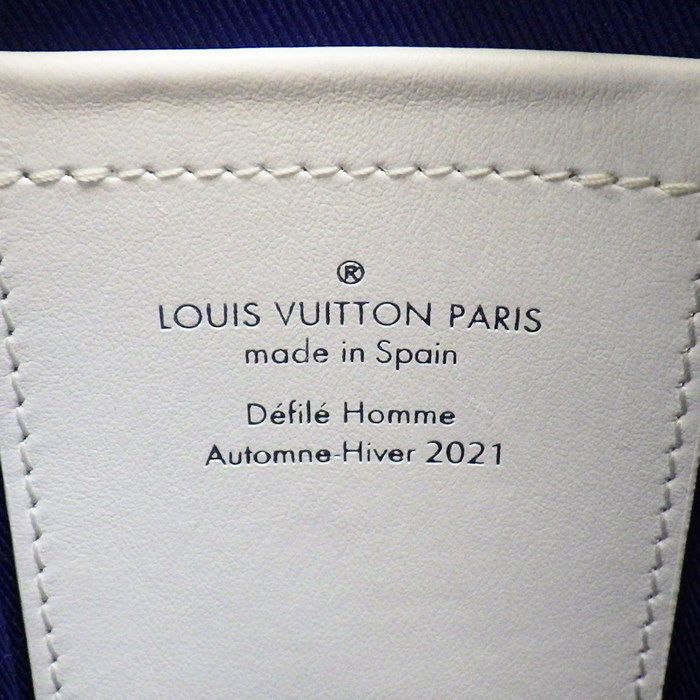 ®
LOUIS VUITTON PARIS
made in Spain
Défilé Homme
Automne-Hiver 2021